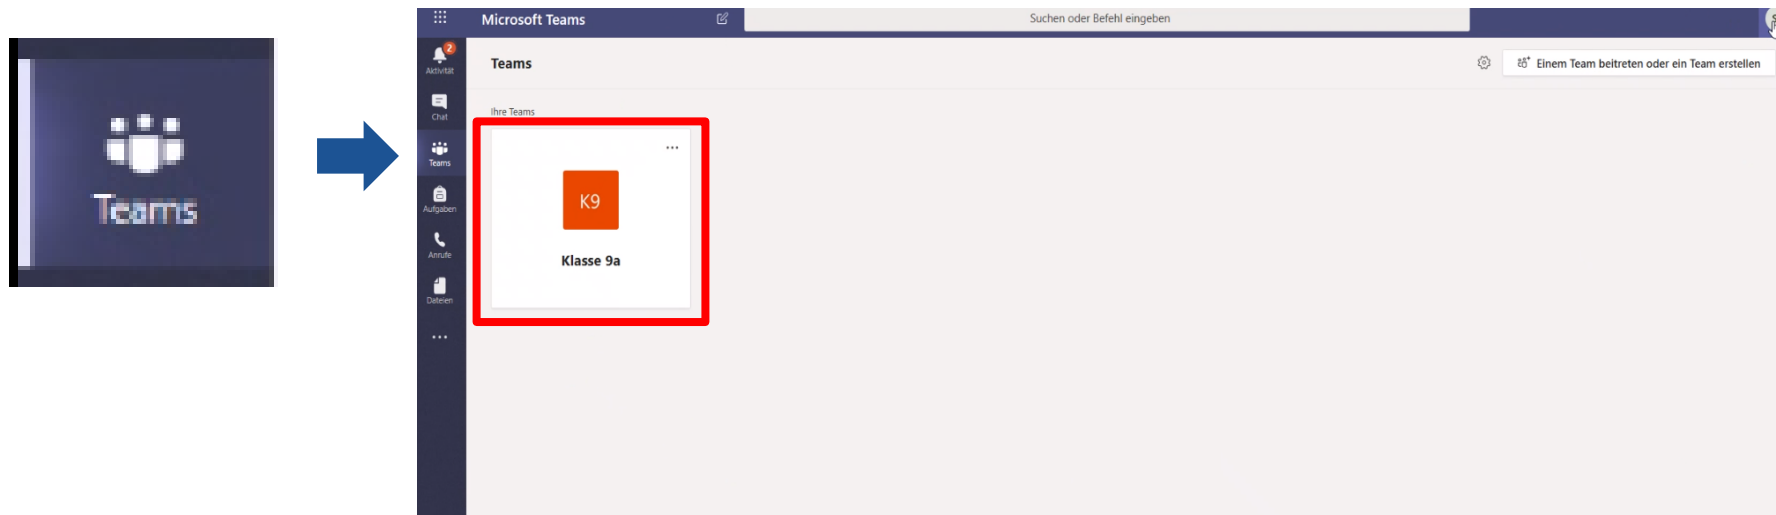 Teams
Microsoft Teams
Suchen oder Befehl eingeben
2
Aktivität
Chat
Teams
Aufgaben
Anrufe
Dateien
...
Teams
Einem Team beitreten oder ein Team erstellen
Ihre Teams
...
K9
Klasse 9a